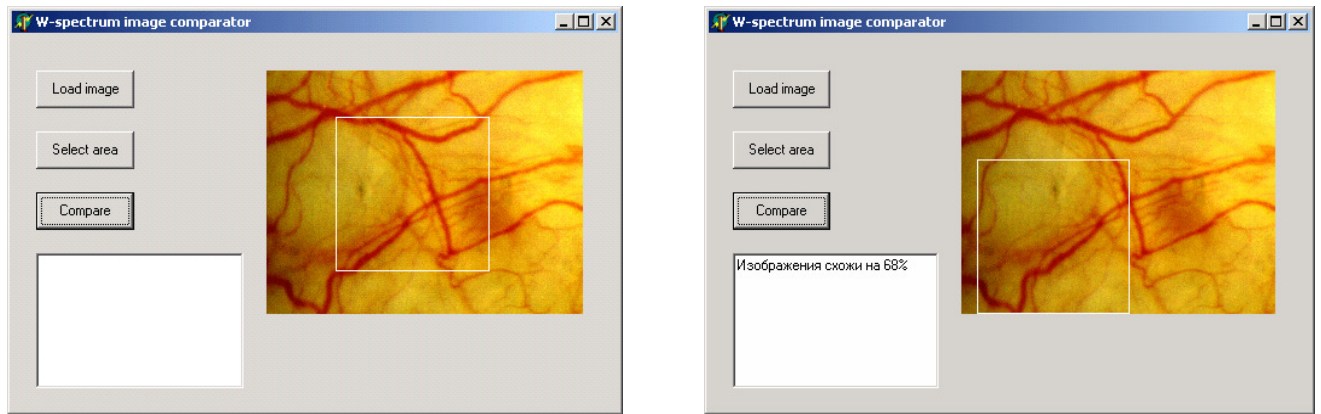 W-spectrum image comparator
Load image
Select area
Compare
W-spectrum image comparator
Load image
Select area
Compare
Изображения схожи на 68%